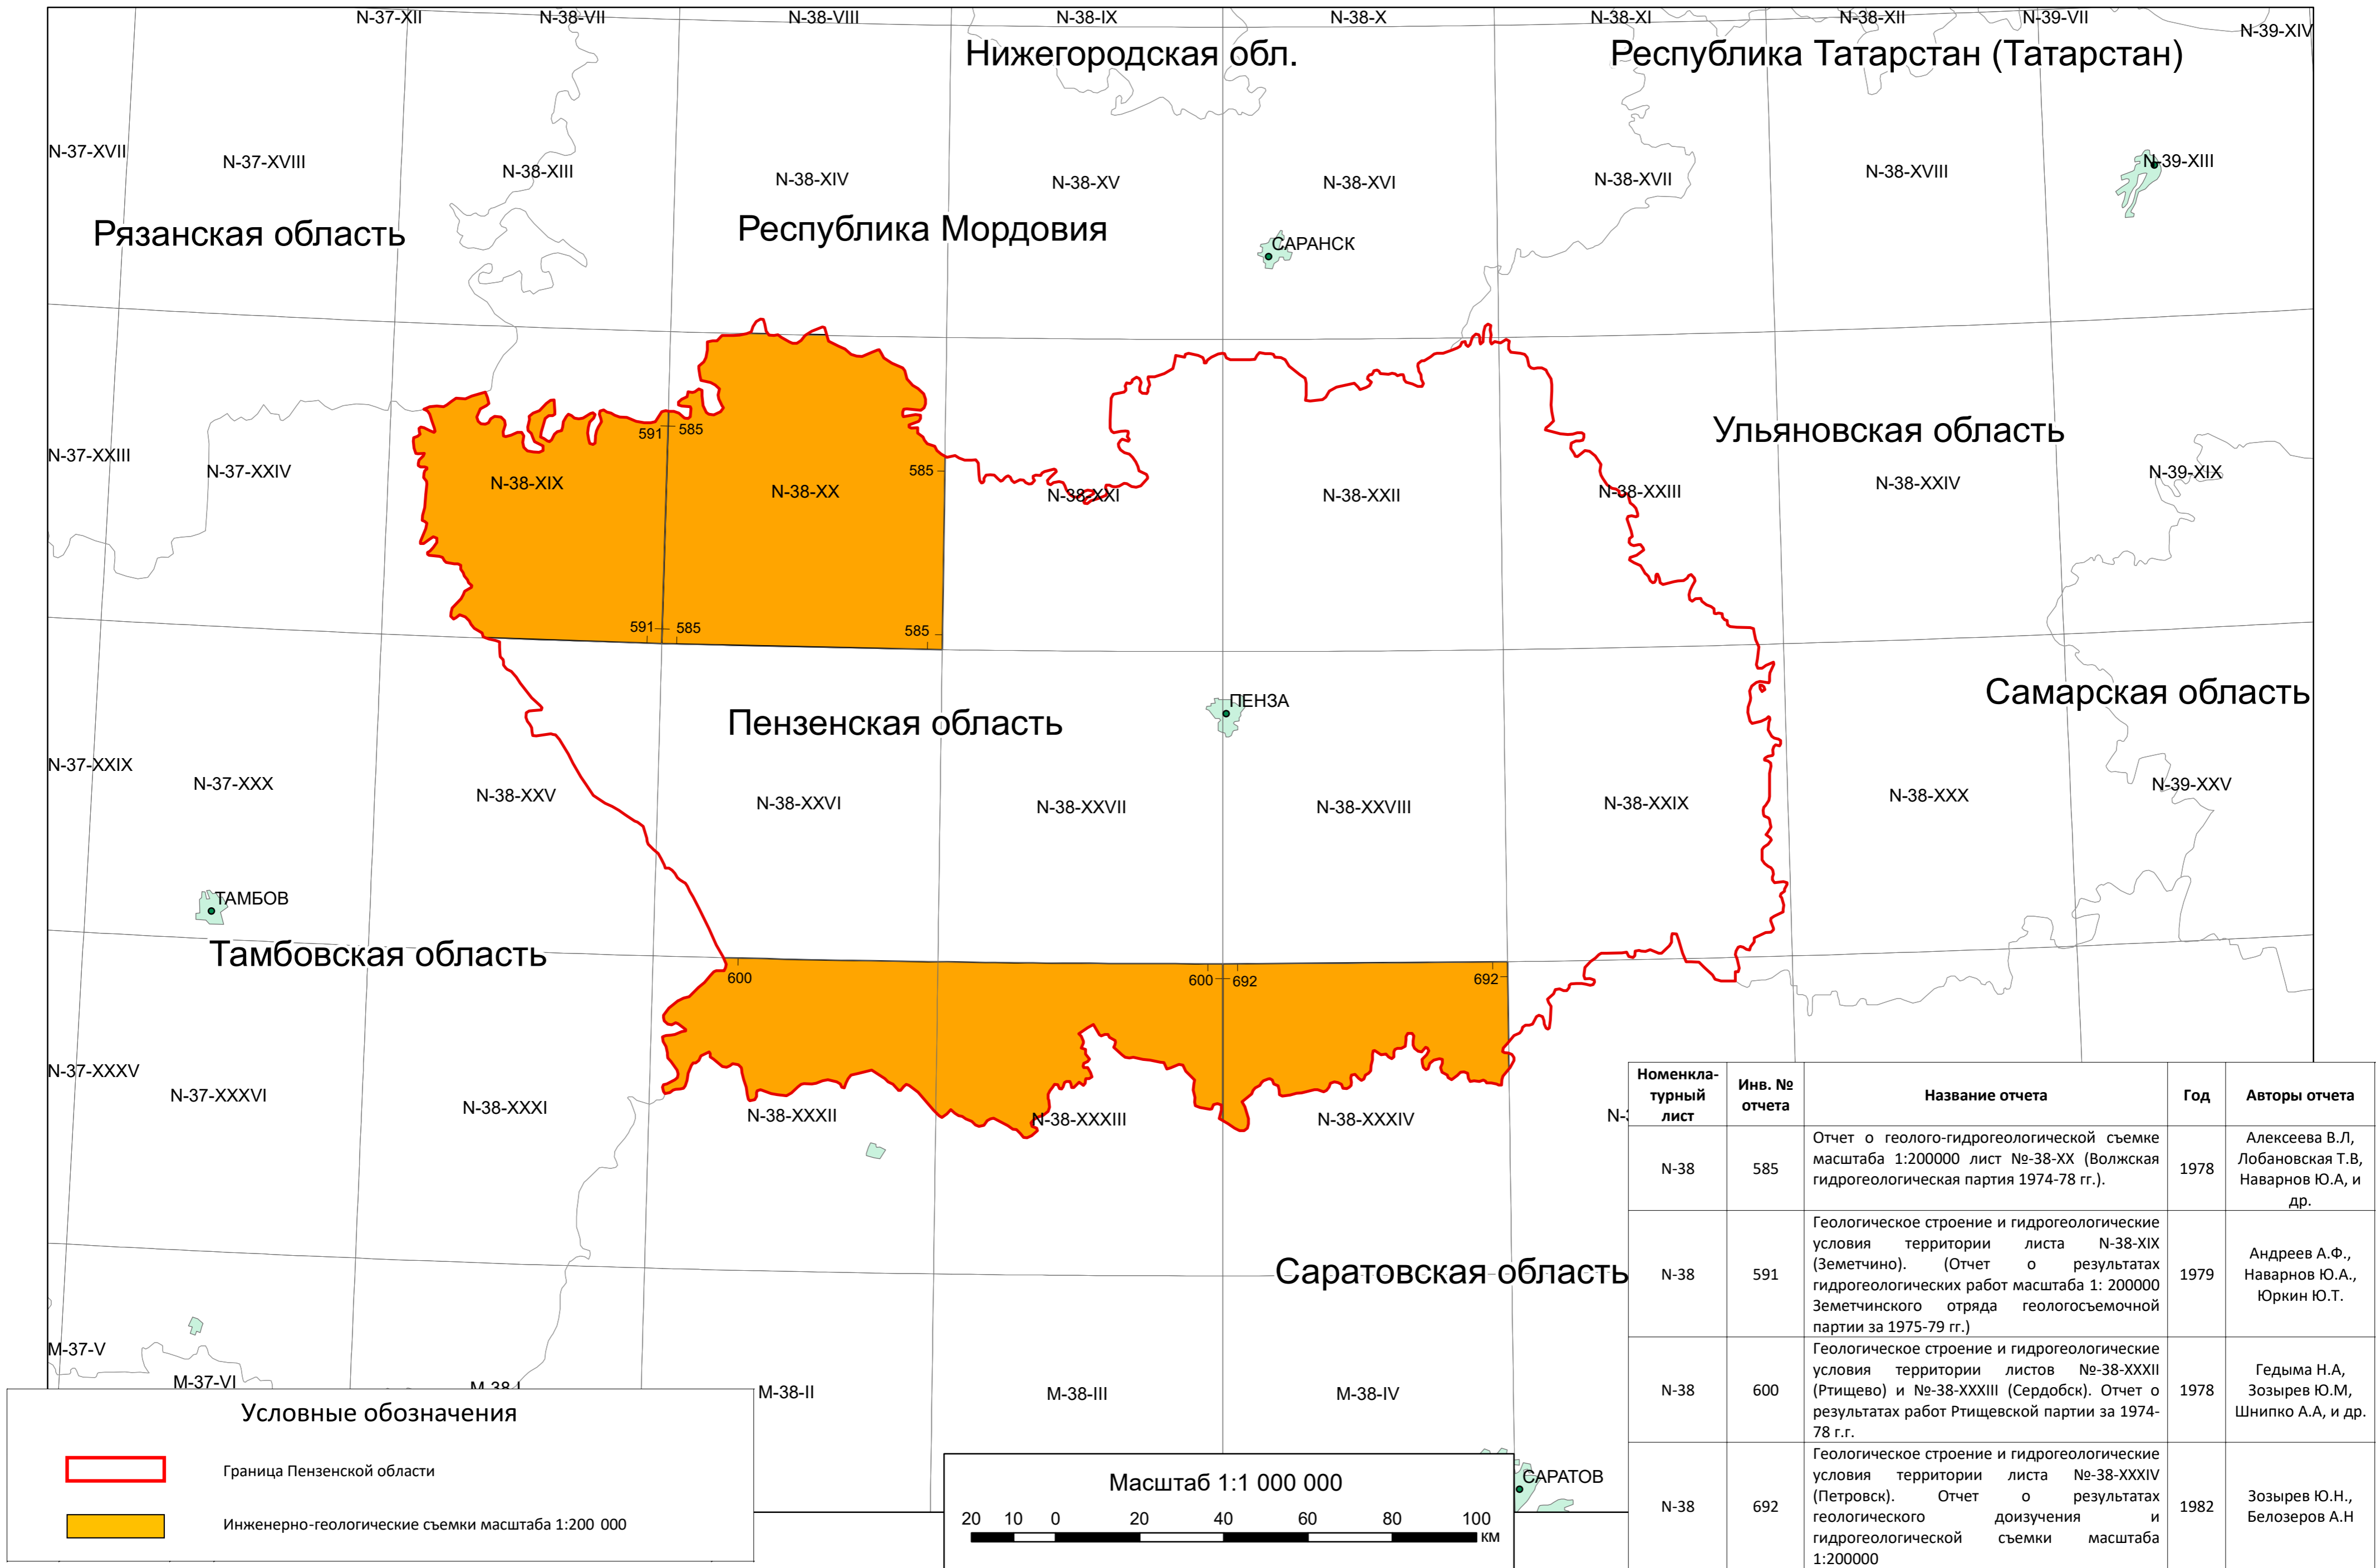 N-37-XII
N-38-VII
N-38-VIII
N-38-IX
N-38-X
N-38-XI
N-38-XII
N-39-VII
N-39-XIV
Нижегородская обл.
Республика Татарстан (Татарстан)
N-37-XVII
N-37-XVIII
N-38-XIII
N-38-XIV
N-38-XV
N-38-XVI
N-38-XVII
N-38-XVIII
N-39-XIII
Рязанская область
Республика Мордовия
САРАНСК
Ульяновская область
591
585
585
N-37-XXIII
N-37-XXIV
N-38-XIX
N-38-XX
N-38-XXI
N-38-XXII
N-38-XXIII
N-38-XXIV
N-39-XIX
591
585
585
Самарская область
ПЕНЗА
Пензенская область
N-37-XXIX
N-37-XXX
N-38-XXV
N-38-XXVI
N-38-XXVII
N-38-XXVIII
N-38-XXIX
N-38-XXX
N-39-XXV
ТАМБОВ
Тамбовская область
600
600
692
692
N-37-XXXV
N-37-XXXVI
N-38-XXXI
N-38-XXXII
N-38-XXXIII
N-38-XXXIV
Саратовская область
M-37-V
M-37-VI
M-38-I
M-38-II
M-38-III
M-38-IV
САРАТОВ
Условные обозначения
Граница Пензенской области
Инженерно-геологические съемки масштаба 1:200 000
Масштаб 1:1 000 000
20 10 0 20 40 60 80 100
км
Номенкла-
турный
лист
Инв. №
отчета
Название отчета
Год
Авторы отчета
N-38
585
Отчет о геолого-гидрогеологической съемке
масштаба 1:200000 лист №-38-XX (Волжская
гидрогеологическая партия 1974-78 гг.).
1978
Алексеева В.Л,
Лобановская Т.В,
Наварнов Ю.А, и
др.
N-38
591
Геологическое строение и гидрогеологические
условия территории листа N-38-XIX
(Земетчино). (Отчет о результатах
гидрогеологических работ масштаба 1: 200000
Земетчинского отряда геологосъемочной
партии за 1975-79 гг.)
1979
Андреев А.Ф.,
Наварнов Ю.А.,
Юркин Ю.Т.
N-38
600
Геологическое строение и гидрогеологические
условия территории листов №-38-XXXII
(Ртищево) и №-38-XXXIII (Сердобск). Отчет о
результатах работ Ртищевской партии за 1974-
78 г.г.
1978
Гедыма Н.А,
Зозырев Ю.М,
Шнипко А.А, и др.
N-38
692
Геологическое строение и гидрогеологические
условия территории листа №-38-XXXIV
(Петровск). Отчет о результатах
геологического доизучения и
гидрогеологической съемки масштаба
1:200000
1982
Зозырев Ю.Н.,
Белозеров А.Н